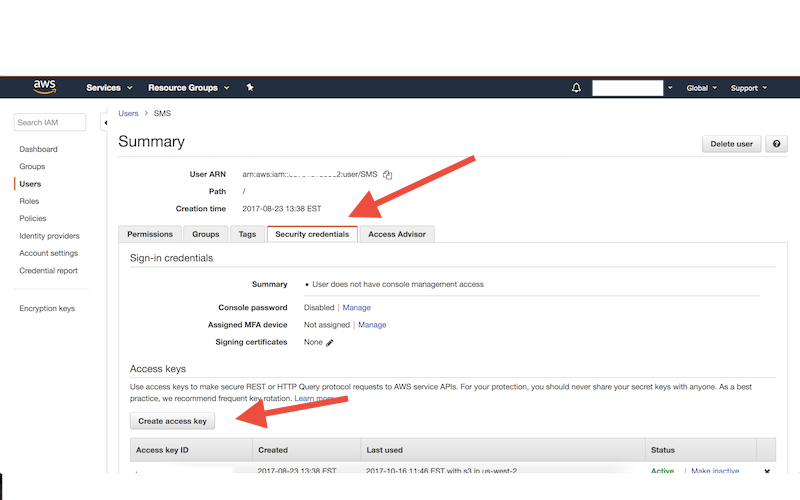 aws Services Resource Groups Global Support
Users > SMS
Search IAM
Summary
Delete user
Dashboard
Groups
Users
Roles
Policies
Identity providers
Account settings
Credential report
Encryption keys
User ARN arn:aws:iam:: :user/SMS
Path /
Creation time 2017-08-23 13:38 EST
Permissions Groups Tags Security credentials Access Advisor
Sign-in credentials
Summary • User does not have console management access
Console password Disabled | Manage
Assigned MFA device Not assigned | Manage
Signing certificates None
Access keys
Use access keys to make secure REST or HTTP Query protocol requests to AWS service APIs. For your protection, you should never share your secret keys with anyone. As a best
practice, we recommend frequent key rotation. Learn more
Create access key
Access key ID Created Last used Status
2017-08-23 13:38 EST 2017-10-16 11:46 EST with s3 in us-west-2 Active | Make inactive